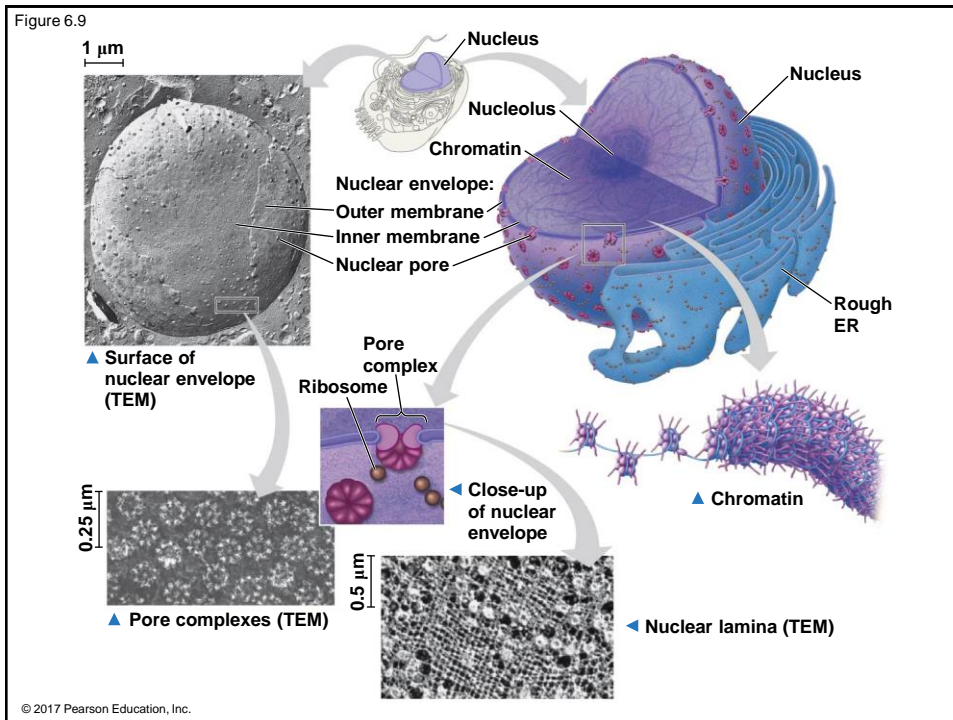 Figure 6.9
1 μm
Nucleus
Nucleus
Nucleolus
Chromatin
Nuclear envelope:
Outer membrane
Inner membrane
Nuclear pore
Rough
ER
▲ Surface of
nuclear envelope
(TEM)
Pore
complex
Ribosome
◄ Close-up
of nuclear
envelope
▲ Chromatin
0.25 μm
▲ Pore complexes (TEM)
0.5 μm
◄ Nuclear lamina (TEM)
© 2017 Pearson Education, Inc.